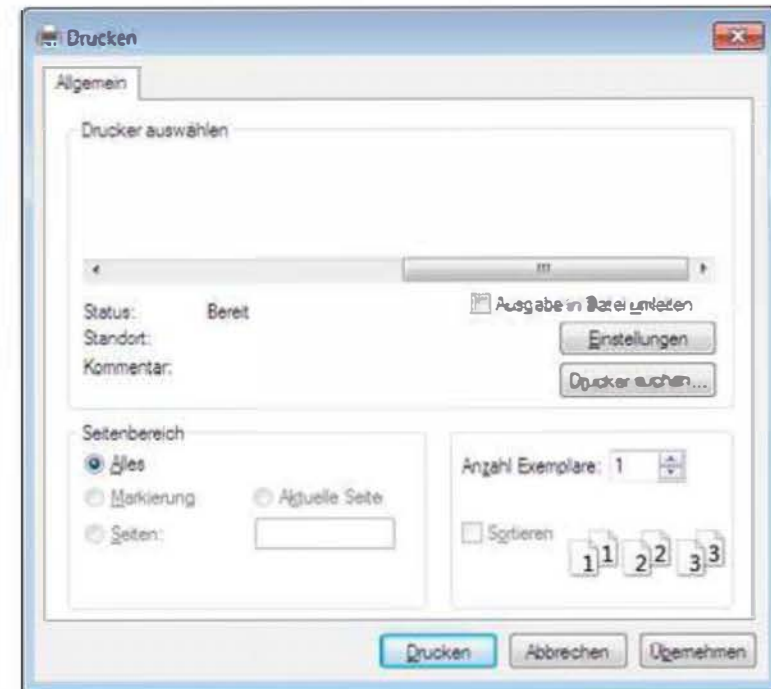 Drucken
Allgemein
Drucker auswählen
Status: Bereit
Ausgabe in Datei umleiten
Standort:
Einstellungen
Kommentar:
Drucker suchen...
Seitenbereich
Alles
Anzahl Exemplare: 1
Markierung
Aktuelle Seite
Seiten:
Sortieren
1 1 2 2 3 3
Drucken
Abbrechen
Übernehmen